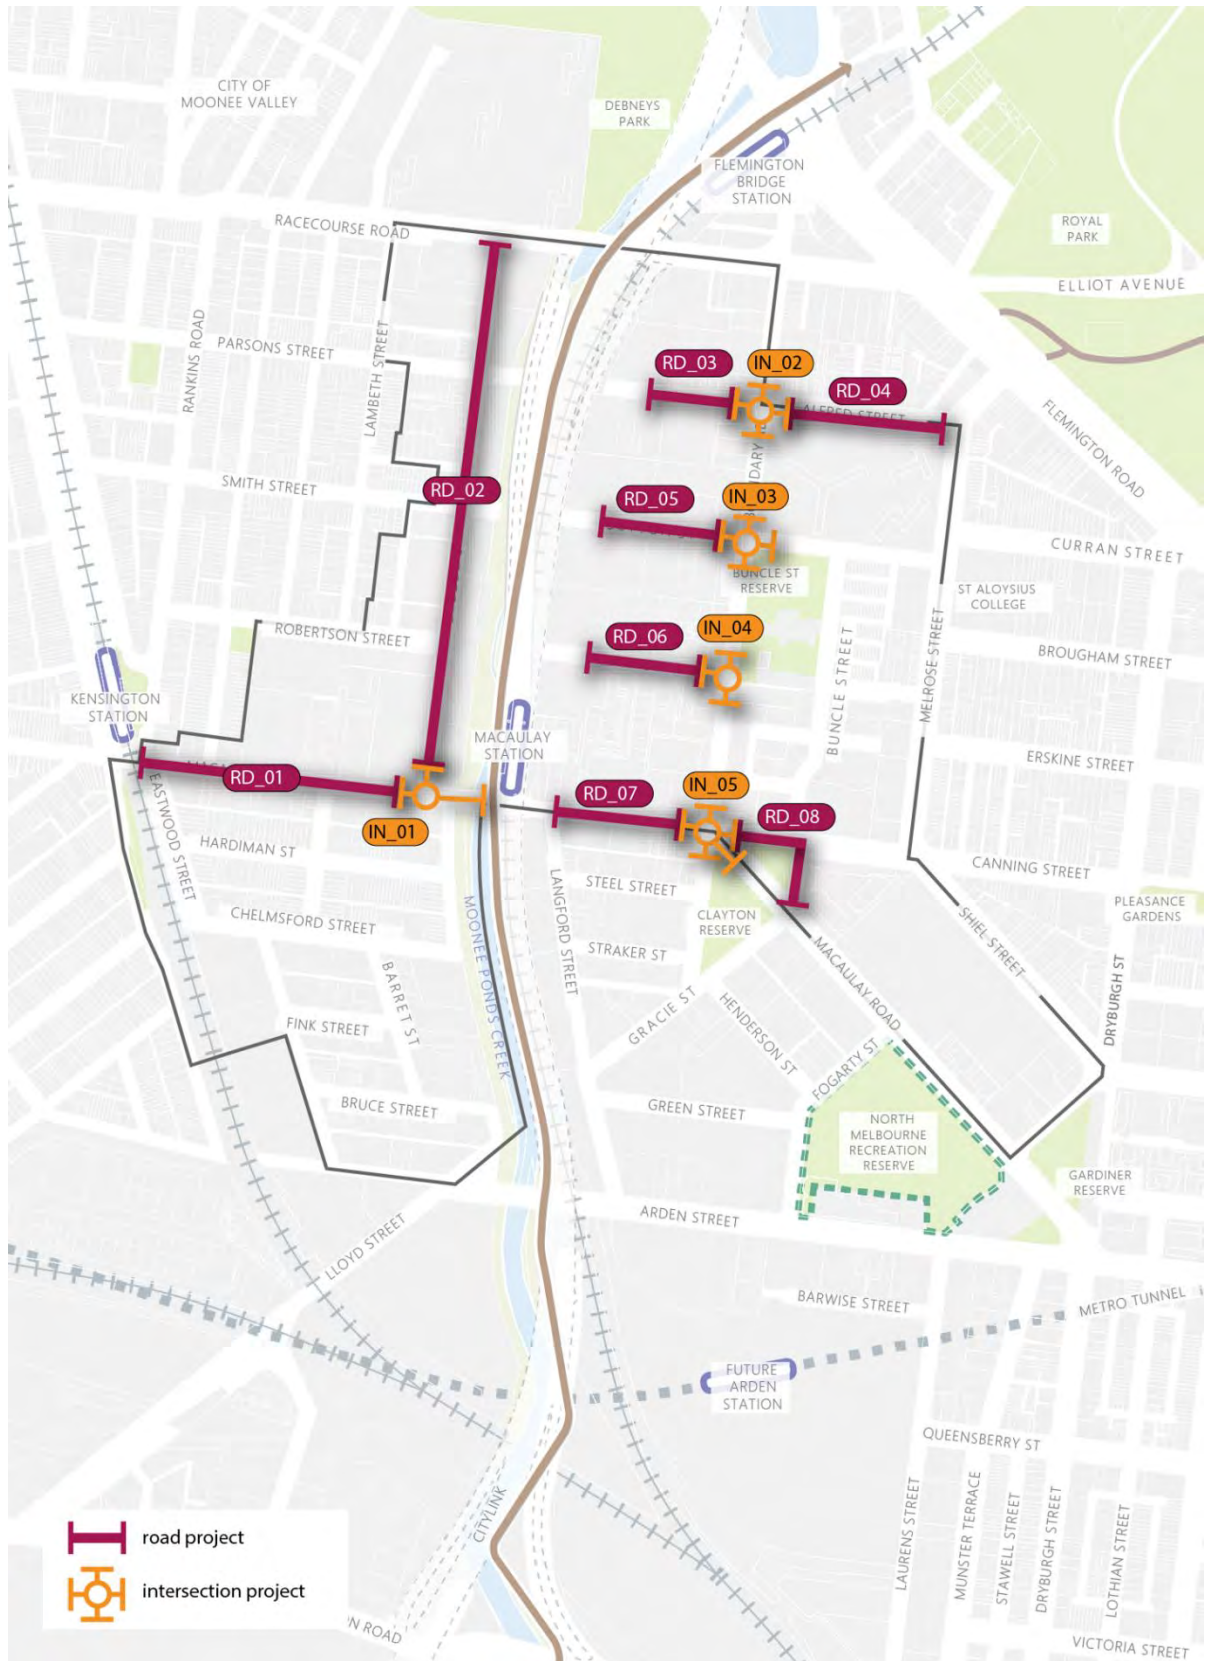 CITY OF
MOONEE VALLEY
DEBNEYS
PARK
FLEMINGTON
BRIDGE
STATION
RACECOURSE ROAD
ROYAL
PARK
ELLIOT AVENUE
RANKINS ROAD
PARSONS STREET
LAMBETH STREET
RD_03
IN_02
RD_04
ALFRED STREET
FLEMINGTON ROAD
SMITH STREET
RD_02
RD_05
IN_03
CURRAN STREET
BUNCLE ST
RESERVE
ST ALOYSIUS
COLLEGE
ROBERTSON STREET
RD_06
IN_04
BUNCLE STREET
MELROSE STREET
BROUGHAM STREET
KENSINGTON
STATION
MACAULAY
STATION
ERSKINE STREET
RD_01
EASTWOOD STREET
IN_01
RD_07
IN_05
RD_08
HARDIMAN ST
CANNING STREET
STEEL STREET
LANGFORD STREET
CHELMSFORD STREET
MOONEE PONDS CREEK
CLAYTON
RESERVE
PLEASANCE
GARDENS
SHIEL STREET
STRAKER ST
BARRET ST
MACAULAY ROAD
DRYBURGH ST
GRACIE ST
HENDERSON ST
FINK STREET
FOGARTY ST
BRUCE STREET
GREEN STREET
NORTH
MELBOURNE
RECREATION
RESERVE
GARDINER
RESERVE
ARDEN STREET
LLOYD STREET
BARWISE STREET
METRO TUNNEL
FUTURE
ARDEN
STATION
QUEENSBERRY ST
CITYLINK
LAURENS STREET
MUNSTER TERRACE
STAWELL STREET
DRYBURGH STREET
LOTHIAN STREET
road project
intersection project
ROAD
VICTORIA STREET